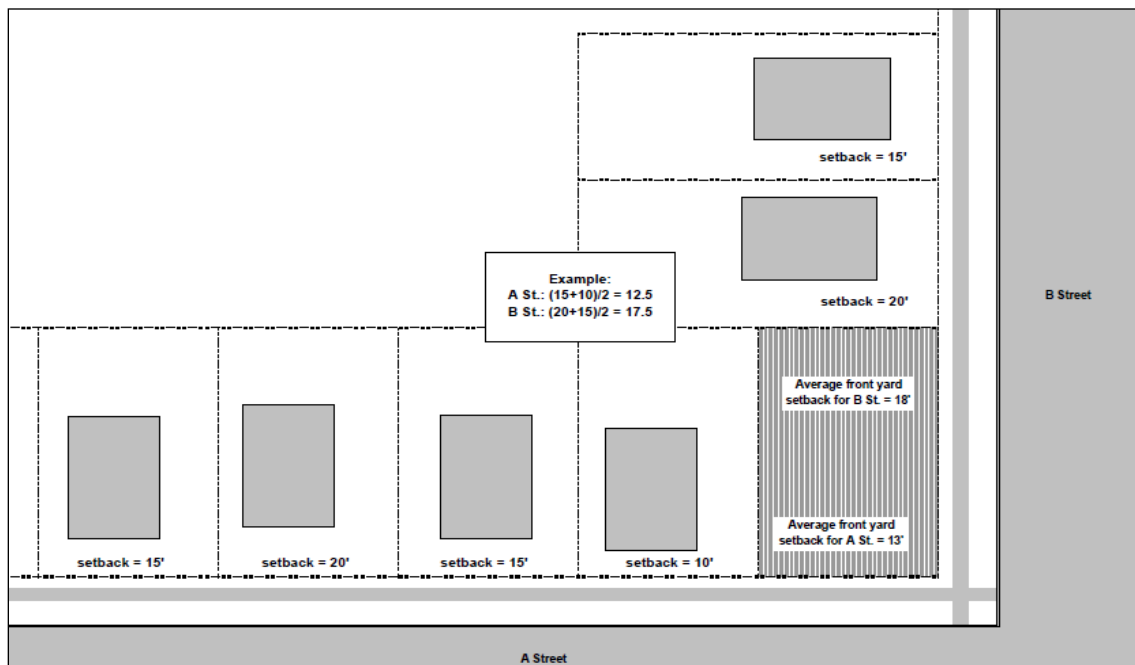 setback = 15'
Example:
A St.: (15+10)/2 = 12.5
B St.: (20+15)/2 = 17.5
setback = 20'
B Street
Average front yard
setback for B St. = 18'
Average front yard
setback for A St. = 13'
setback = 15'
setback = 20'
setback = 15'
setback = 10'
A Street